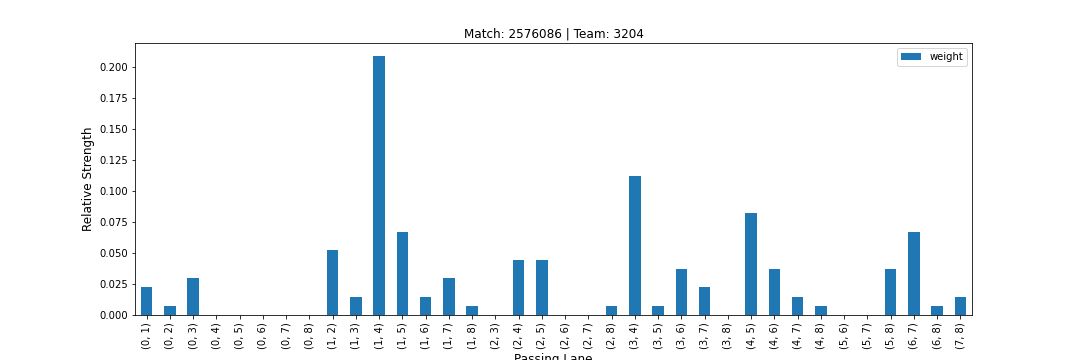 Match: 2576086 | Team: 3204
weight
Relative Strength
0.200
0.175
0.150
0.125
0.100
0.075
0.050
0.025
0.000
(0, 1) (0, 2) (0, 3) (0, 4) (0, 5) (0, 6) (0, 7) (0, 8) (1, 2) (1, 3) (1, 4) (1, 5) (1, 6) (1, 7) (1, 8) (2, 3) (2, 4) (2, 5) (2, 6) (2, 7) (2, 8) (3, 4) (3, 5) (3, 6) (3, 7) (3, 8) (4, 5) (4, 6) (4, 7) (4, 8) (5, 6) (5, 7) (5, 8) (6, 7) (6, 8) (7, 8)
Passing Lane